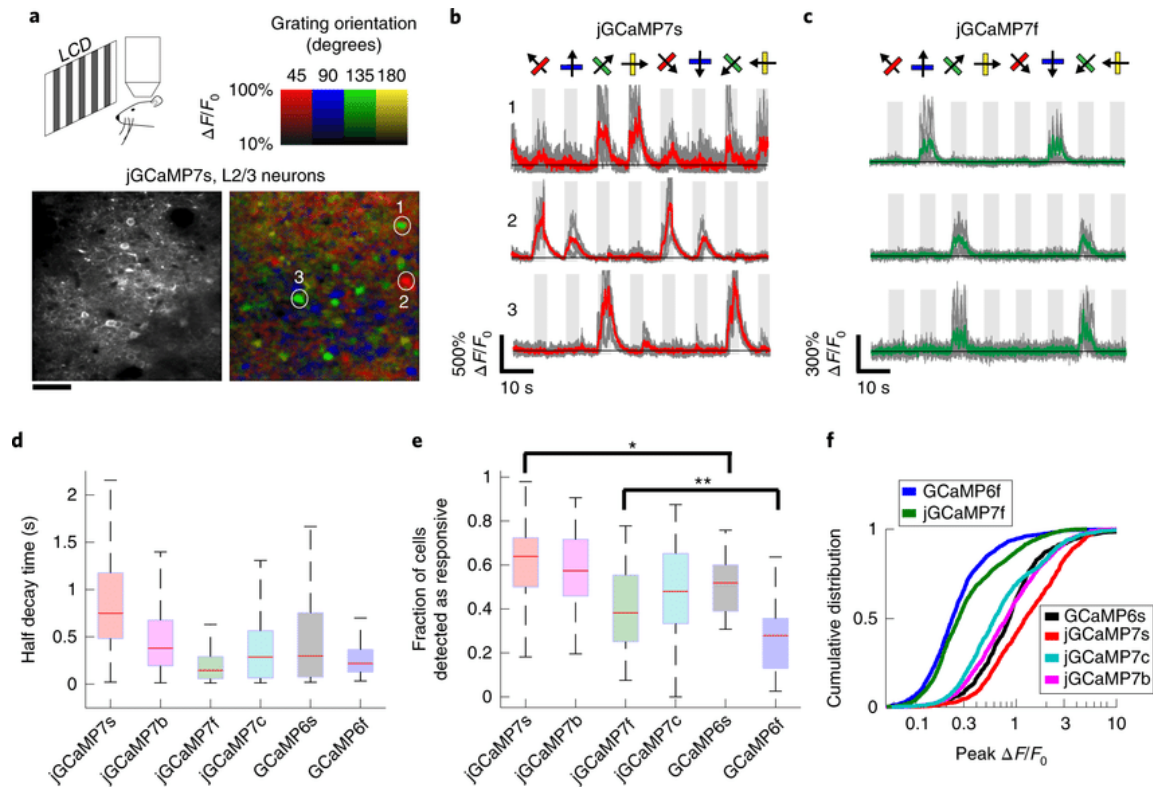 a
LCD
Grating orientation
(degrees)
45 90 135 180
100%
ΔF/F0
10%
jGCaMP7s, L2/3 neurons
1
3
2
b
jGCaMP7s
1
2
3
500%
ΔF/F0
10 s
c
jGCaMP7f
300%
ΔF/F0
10 s
d
Half decay time (s)
2
1.5
1
0.5
0
jGCaMP7s
jGCaMP7b
jGCaMP7f
jGCaMP7c
GCaMP6s
GCaMP6f
e
*
**
Fraction of cells
detected as responsive
1
0.8
0.6
0.4
0.2
0
jGCaMP7s
jGCaMP7b
jGCaMP7f
jGCaMP7c
GCaMP6s
GCaMP6f
f
GCaMP6f
jGCaMP7f
Cumulative distribution
1
0.5
0
GCaMP6s
jGCaMP7s
jGCaMP7c
jGCaMP7b
0.1 0.3 1 3 10
Peak ΔF/F0